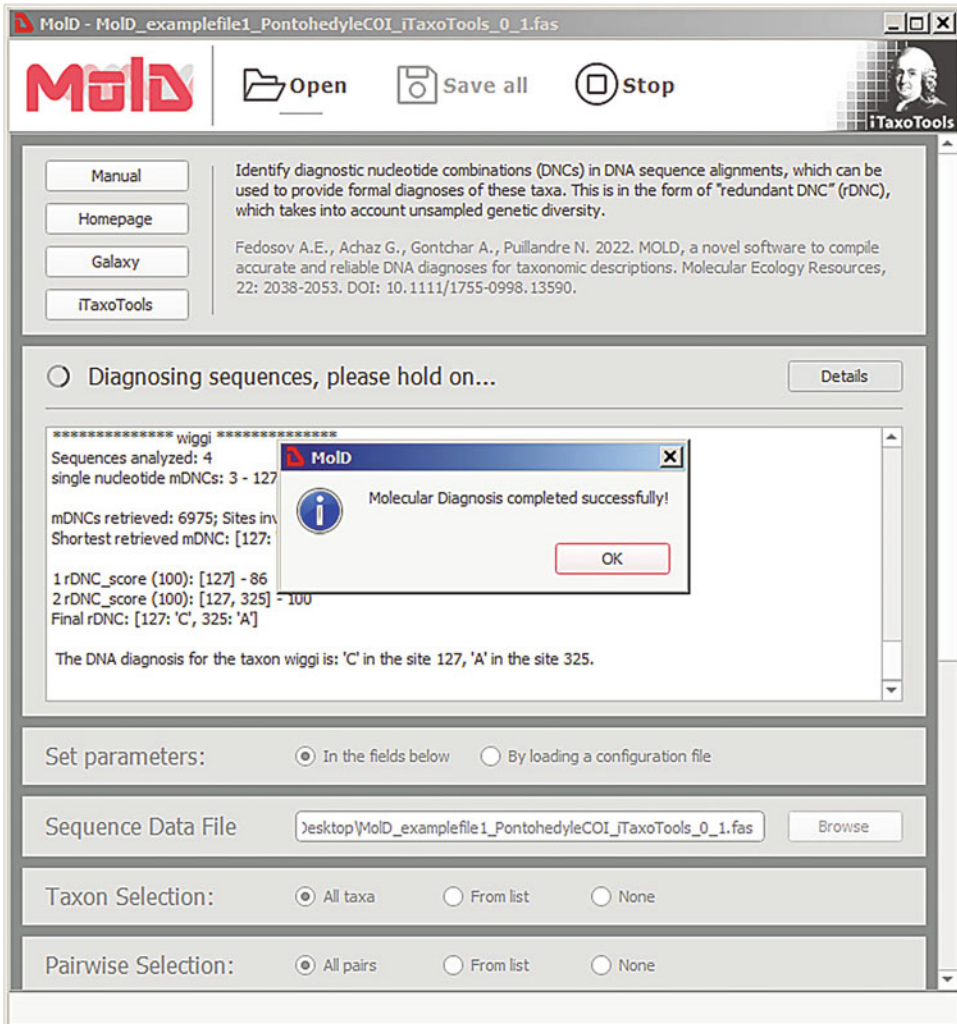 MolD - MolD_examplefile1_PontohedyleCOI_iTaxoTools_0_1.fas
MolD
Open
Save all
Stop
iTaxoTools
Manual
Homepage
Galaxy
iTaxoTools
Identify diagnostic nucleotide combinations (DNCs) in DNA sequence alignments, which can be
used to provide formal diagnoses of these taxa. This is in the form of "redundant DNC" (rDNC),
which takes into account unsampled genetic diversity.
Fedosov A.E., Achaz G., Gontchar A., Puillandre N. 2022. MOLD, a novel software to compile
accurate and reliable DNA diagnoses for taxonomic descriptions. Molecular Ecology Resources,
22: 2038-2053. DOI: 10.1111/1755-0998.13590.
Diagnosing sequences, please hold on...
Details
************** wiggi **************
Sequences analyzed: 4
single nucleotide mDNCs: 3 - 127
mDNCs retrieved: 6975; Sites inv
Shortest retrieved mDNC: [127: '
1 rDNC_score (100): [127] - 86
2 rDNC_score (100): [127, 325] - 100
Final rDNC: [127: 'C', 325: 'A']
The DNA diagnosis for the taxon wiggi is: 'C' in the site 127, 'A' in the site 325.
MolD
Molecular Diagnosis completed successfully!
OK
Set parameters:
In the fields below
By loading a configuration file
Sequence Data File
Desktop\MolD_examplefile1_PontohedyleCOI_iTaxoTools_0_1.fas
Browse
Taxon Selection:
All taxa
From list
None
Pairwise Selection:
All pairs
From list
None